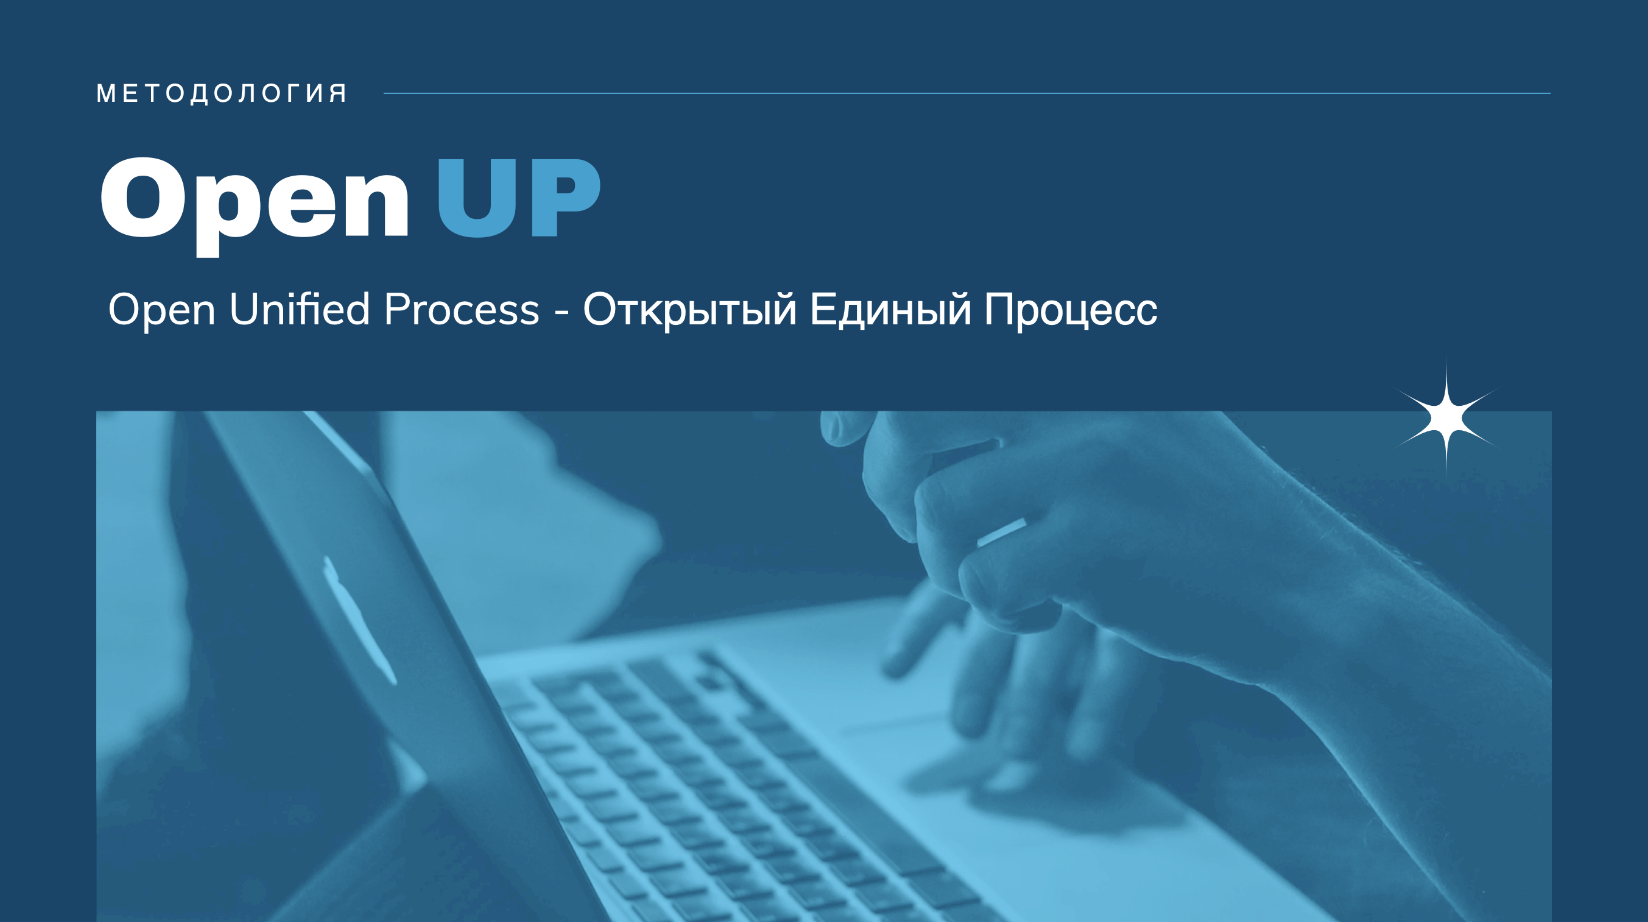 МЕТОДОЛОГИЯ
Open UP
Open Unified Process - Открытый Единый Процесс